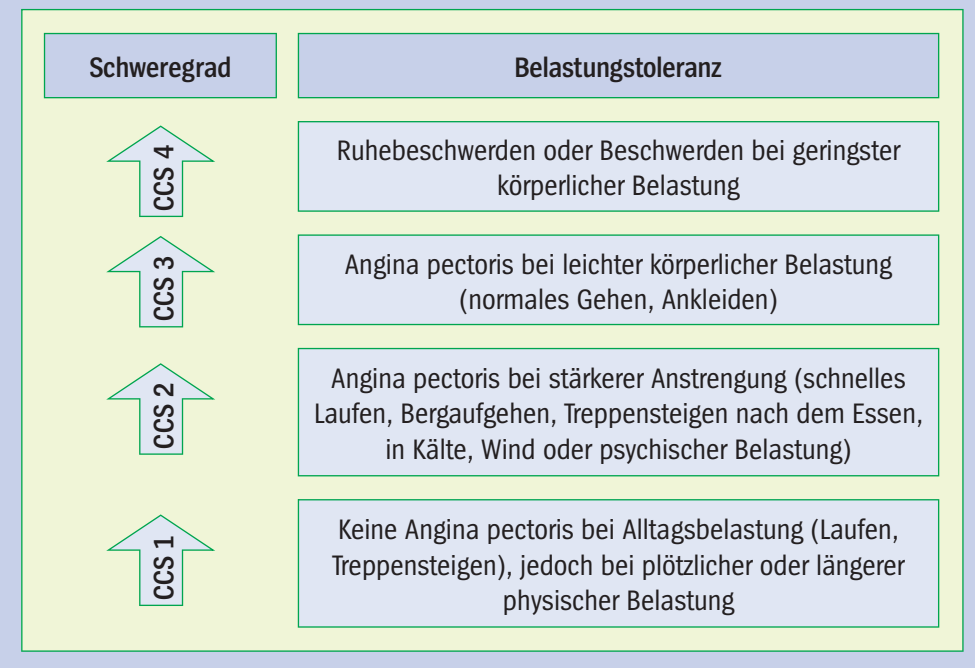 Schweregrad
Belastungstoleranz
CCS 4
Ruhebeschwerden oder Beschwerden bei geringster
körperlicher Belastung
CCS 3
Angina pectoris bei leichter körperlicher Belastung
(normales Gehen, Ankleiden)
CCS 2
Angina pectoris bei stärkerer Anstrengung (schnelles
Laufen, Bergaufgehen, Treppensteigen nach dem Essen,
in Kälte, Wind oder psychischer Belastung)
CCS 1
Keine Angina pectoris bei Alltagsbelastung (Laufen,
Treppensteigen), jedoch bei plötzlicher oder längerer
physischer Belastung